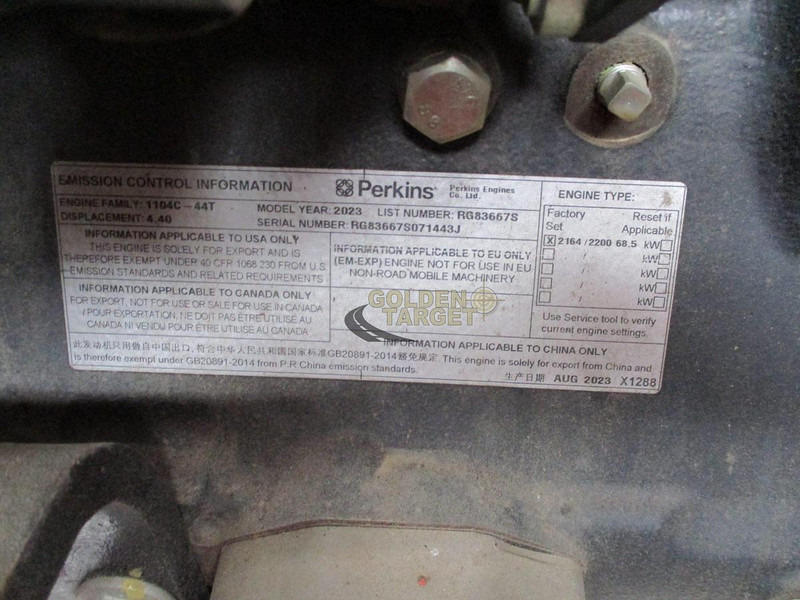 EMISSION CONTROL INFORMATION
Perkins
Perkins Engines
Co. Ltd.
ENGINE FAMILY: 1104C - 44T
MODEL YEAR: 2023
LIST NUMBER: RG83667S
DISPLACEMENT: 4.40
SERIAL NUMBER: RG83667S071443J
INFORMATION APPLICABLE TO USA ONLY
THIS ENGINE IS SOLELY FOR EXPORT AND IS
THEREFORE EXEMPT UNDER 40 CFR 1068.230 FROM U.S.
EMISSION STANDARDS AND RELATED REQUIREMENTS
INFORMATION APPLICABLE TO EU ONLY
(EM-EXP) ENGINE NOT FOR USE IN EU
NON-ROAD MOBILE MACHINERY
INFORMATION APPLICABLE TO CANADA ONLY
FOR EXPORT, NOT FOR USE OR SALE FOR USE IN CANADA
/ POUR EXPORTATION. NE DOIT PAS ÊTRE UTILISÉ AU
CANADA NI VENDU POUR ÊTRE UTILISÉ AU CANADA
ENGINE TYPE:
Factory Reset if
Set Applicable
X 2164 / 2200 68.5 kW
kW
kW
kW
kW
Use Service tool to verify
current engine settings.
GOLDEN
TARGET
INFORMATION APPLICABLE TO CHINA ONLY
此发动机只用做自中国出口, 符合中华人民共和国国家标准GB20891-2014豁免规定 This engine is solely for export from China and
is therefore exempt under GB20891-2014 from P.R China emission standards.
生产日期 AUG 2023 X1288